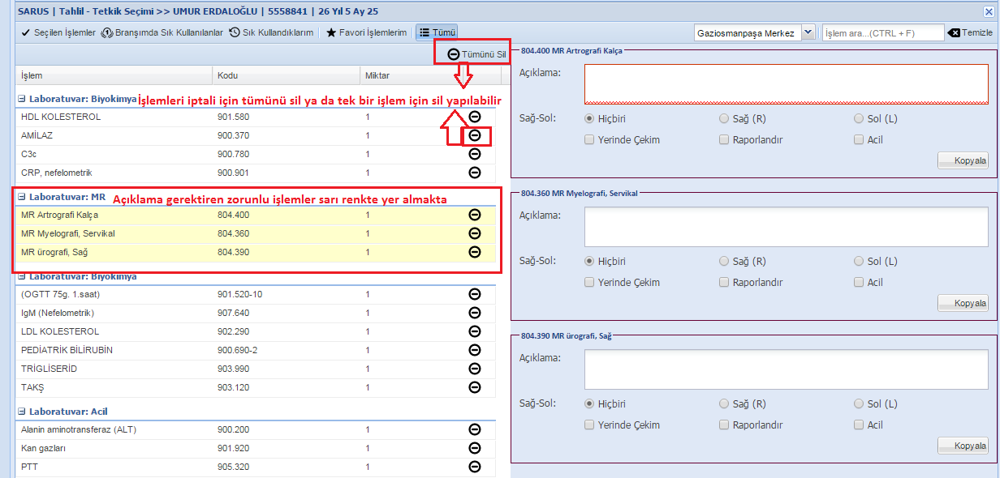 SARUS | Tahlil - Tetkik Seçimi >> UMUR ERDALOĞLU | 5558841 | 26 Yıl 5 Ay 25
Seçilen İşlemler Branşımda Sık Kullanılanlar Sık Kullandıklarım Favori İşlemlerim Tümü Gaziosmanpaşa Merkez İşlem ara...(CTRL + F) Temizle
Tümünü Sil
İşlem Kodu Miktar
Laboratuvar: Biyokimya
İşlemleri iptali için tümünü sil ya da tek bir işlem için sil yapılabilir
HDL KOLESTEROL 901.580 1
AMİLAZ 900.370 1
C3c 900.780 1
CRP, nefelometrik 900.901 1
Laboratuvar: MR
Açıklama gerektiren zorunlu işlemler sarı renkte yer almakta
MR Artrografi Kalça 804.400 1
MR Myelografi, Servikal 804.360 1
MR ürografi, Sağ 804.390 1
Laboratuvar: Biyokimya
(OGTT 75g. 1.saat) 901.520-10 1
IgM (Nefelometrik) 907.640 1
LDL KOLESTEROL 902.290 1
PEDİATRİK BİLİRUBİN 900.690-2 1
TRİGLİSERİD 903.990 1
TAKŞ 903.120 1
Laboratuvar: Acil
Alanin aminotransferaz (ALT) 900.200 1
Kan gazları 901.920 1
PTT 905.320 1
804.400 MR Artrografi Kalça
Açıklama:
Sağ-Sol: Hiçbiri Sağ (R) Sol (L)
Yerinde Çekim Raporlandır Acil
Kopyala
804.360 MR Myelografi, Servikal
Açıklama:
Sağ-Sol: Hiçbiri Sağ (R) Sol (L)
Yerinde Çekim Raporlandır Acil
Kopyala
804.390 MR ürografi, Sağ
Açıklama:
Sağ-Sol: Hiçbiri Sağ (R) Sol (L)
Yerinde Çekim Raporlandır Acil
Kopyala